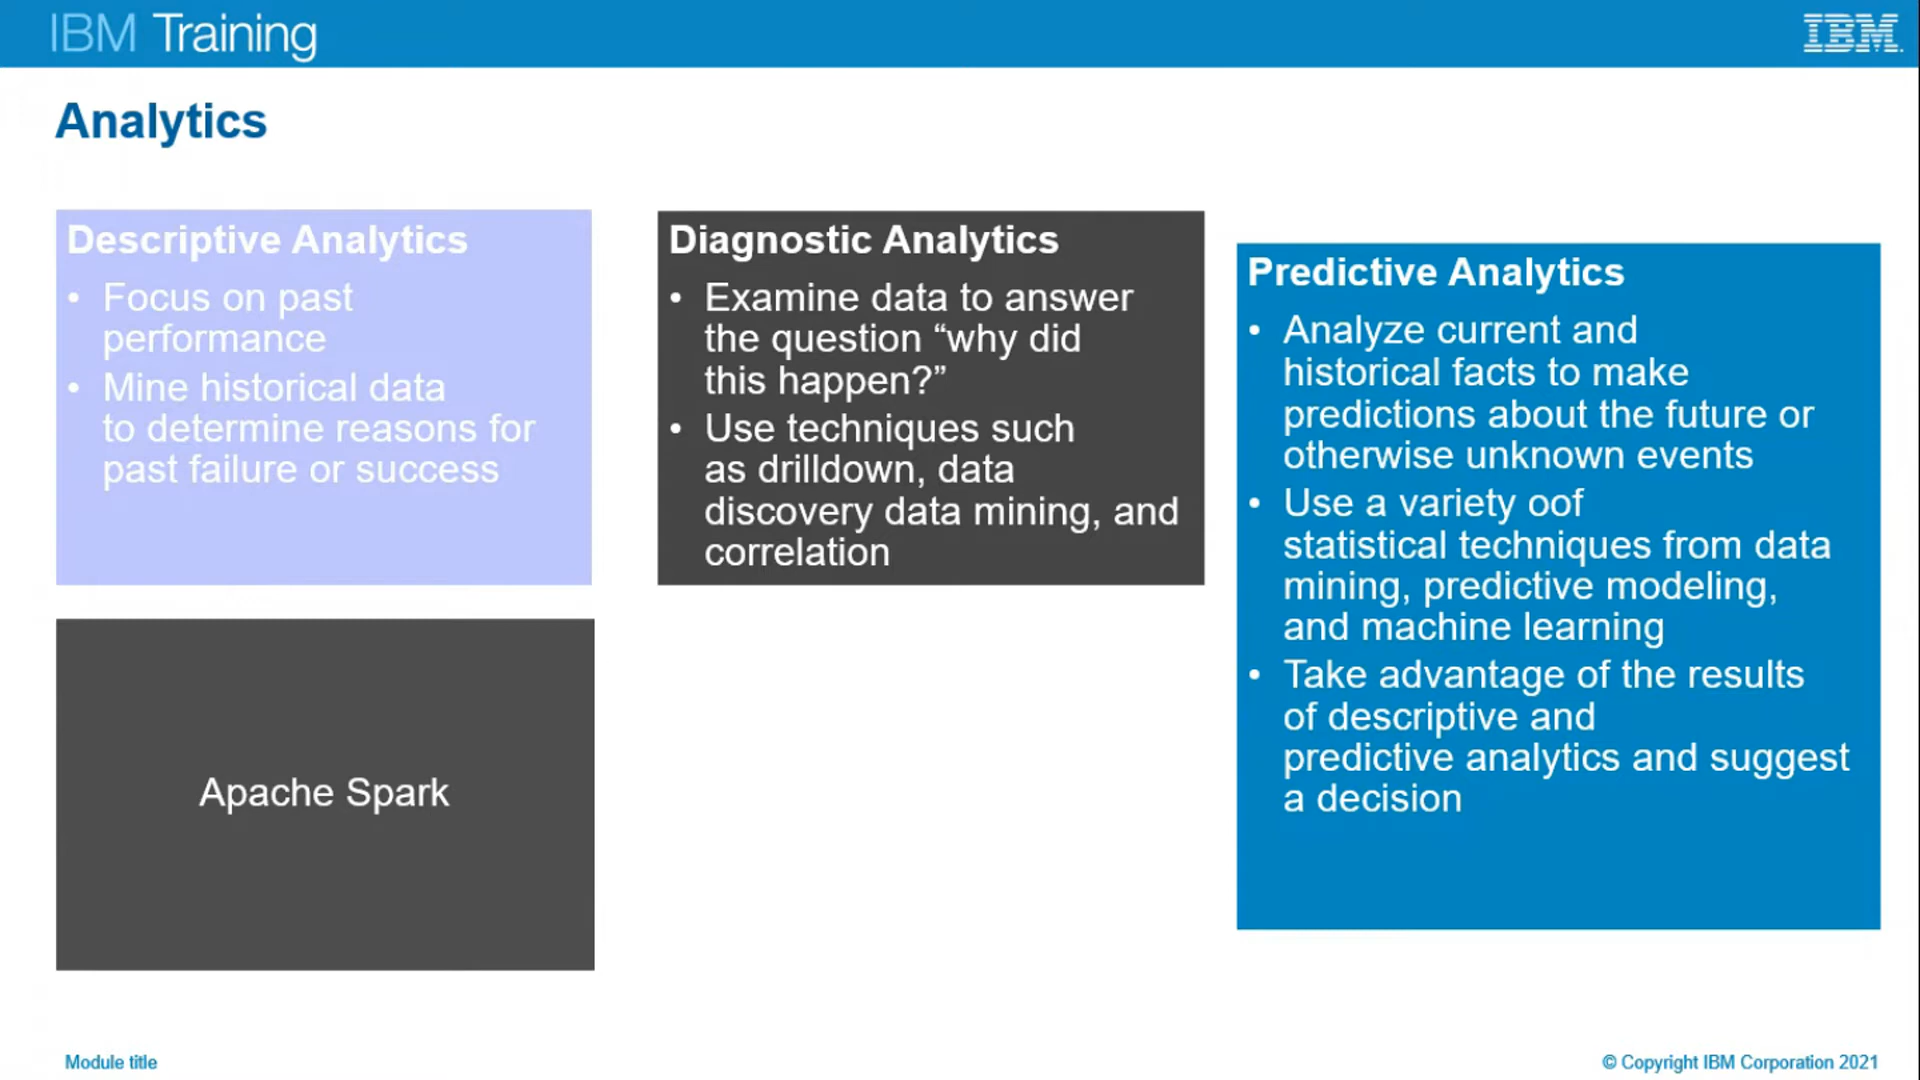 IBM Training
IBM
Analytics
Descriptive Analytics
• Focus on past
performance
• Mine historical data
to determine reasons for
past failure or success
Diagnostic Analytics
• Examine data to answer
the question “why did
this happen?”
• Use techniques such
as drilldown, data
discovery data mining, and
correlation
Predictive Analytics
• Analyze current and
historical facts to make
predictions about the future or
otherwise unknown events
• Use a variety oof
statistical techniques from data
mining, predictive modeling,
and machine learning
• Take advantage of the results
of descriptive and
predictive analytics and suggest
a decision
Apache Spark
Module title
© Copyright IBM Corporation 2021